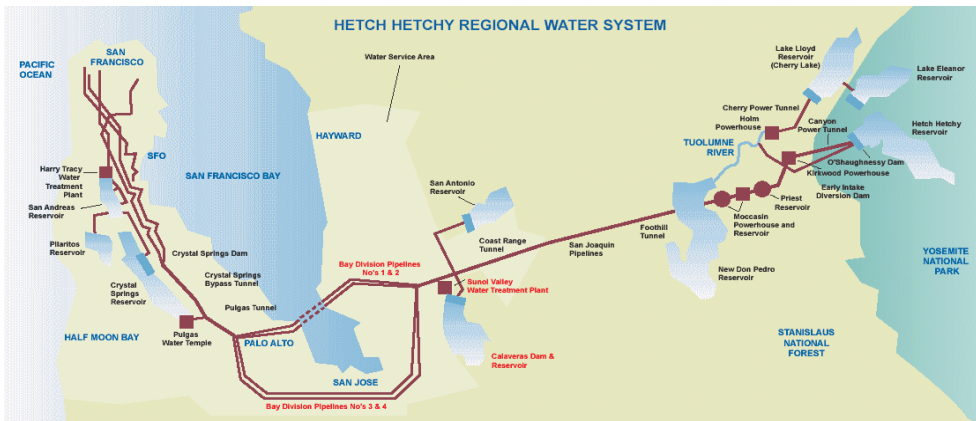 HETCH HETCHY REGIONAL WATER SYSTEM
PACIFIC
OCEAN
SAN
FRANCISCO
Water Service Area
Lake Lloyd
Reservoir
(Cherry Lake)
Lake Eleanor
Reservoir
Cherry Power Tunnel
Holm
Powerhouse
Canyon
Power Tunnel
Hetch Hetchy
Reservoir
HAYWARD
TUOLUMNE
RIVER
SFO
O'Shaughnessy Dam
Kirkwood Powerhouse
Harry Tracy
Water
Treatment
Plant
SAN FRANCISCO BAY
San Antonio
Reservoir
Early Intake
Diversion Dam
Priest
Reservoir
San Andreas
Reservoir
Moccasin
Powerhouse and
Reservoir
Foothill
Tunnel
Pilaritos
Reservoir
Crystal Springs Dam
Coast Range
Tunnel
San Joaquin
Pipelines
YOSEMITE
NATIONAL
PARK
Bay Division Pipelines
No's 1 & 2
Crystal Springs
Bypass Tunnel
Crystal
Springs
Reservoir
Sunol Valley
Water Treatment Plant
New Don Pedro
Reservoir
Pulgas Tunnel
HALF MOON BAY
Pulgas
Water Temple
PALO ALTO
STANISLAUS
NATIONAL
FOREST
Calaveras Dam &
Reservoir
SAN JOSE
Bay Division Pipelines No's 3 & 4